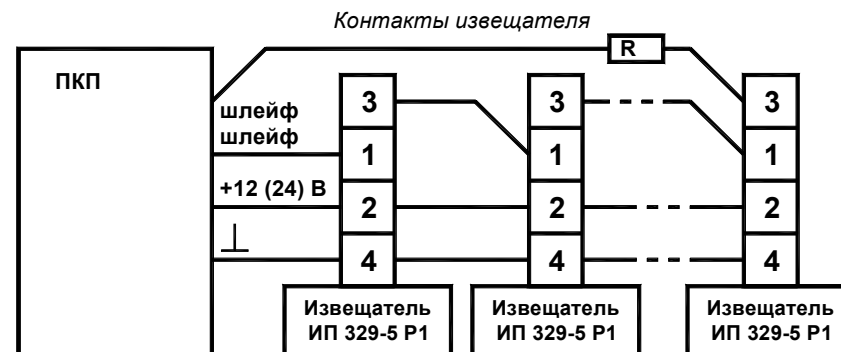 Контакты извещателя
R
ПКП
шлейф
шлейф
+12 (24) В
3 3 3
1 1 1
2 2 2
4 4 4
Извещатель ИП 329-5 Р1
Извещатель ИП 329-5 Р1
Извещатель ИП 329-5 Р1